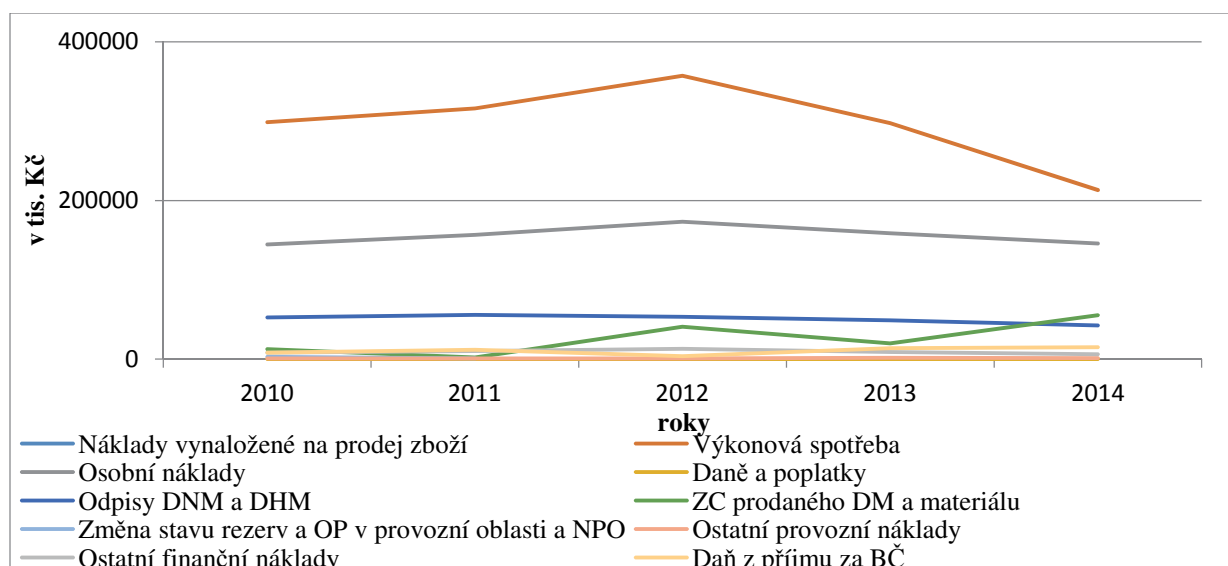 400000
200000
0
v tis. Kč
2010 2011 2012 2013 2014
roky
Náklady vynaložené na prodej zboží Výkonová spotřeba
Osobní náklady Daně a poplatky
Odpisy DNM a DHM ZC prodaného DM a materiálu
Změna stavu rezerv a OP v provozní oblasti a NPO Ostatní provozní náklady
Ostatní finanční náklady Daň z příjmu za BČ